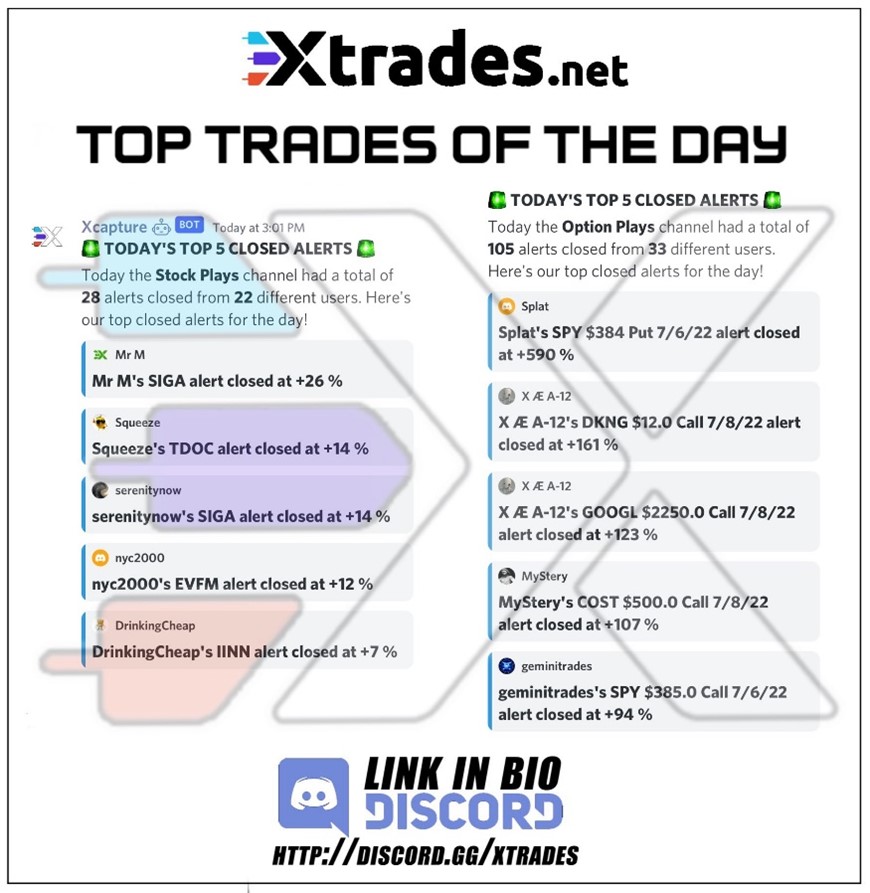 Xtrades.net
TOP TRADES OF THE DAY
Xcapture BOT Today at 3:01 PM
TODAY'S TOP 5 CLOSED ALERTS
Today the Stock Plays channel had a total of
28 alerts closed from 22 different users. Here's
our top closed alerts for the day!
Mr M
Mr M's SIGA alert closed at +26 %
Squeeze
Squeeze's TDOC alert closed at +14 %
serenitynow
serenitynow's SIGA alert closed at +14 %
nyc2000
nyc2000's EVFM alert closed at +12 %
DrinkingCheap
DrinkingCheap's IINN alert closed at +7 %
TODAY'S TOP 5 CLOSED ALERTS
Today the Option Plays channel had a total of
105 alerts closed from 33 different users.
Here's our top closed alerts for the day!
Splat
Splat's SPY $384 Put 7/6/22 alert closed
at +590 %
X Æ A-12
X Æ A-12's DKNG $12.0 Call 7/8/22 alert
closed at +161 %
X Æ A-12
X Æ A-12's GOOGL $2250.0 Call 7/8/22
alert closed at +123 %
MyStery
MyStery's COST $500.0 Call 7/8/22
alert closed at +107 %
geminitrades
geminitrades's SPY $385.0 Call 7/6/22
alert closed at +94 %
LINK IN BIO
DISCORD
HTTP://DISCORD.GG/XTRADES